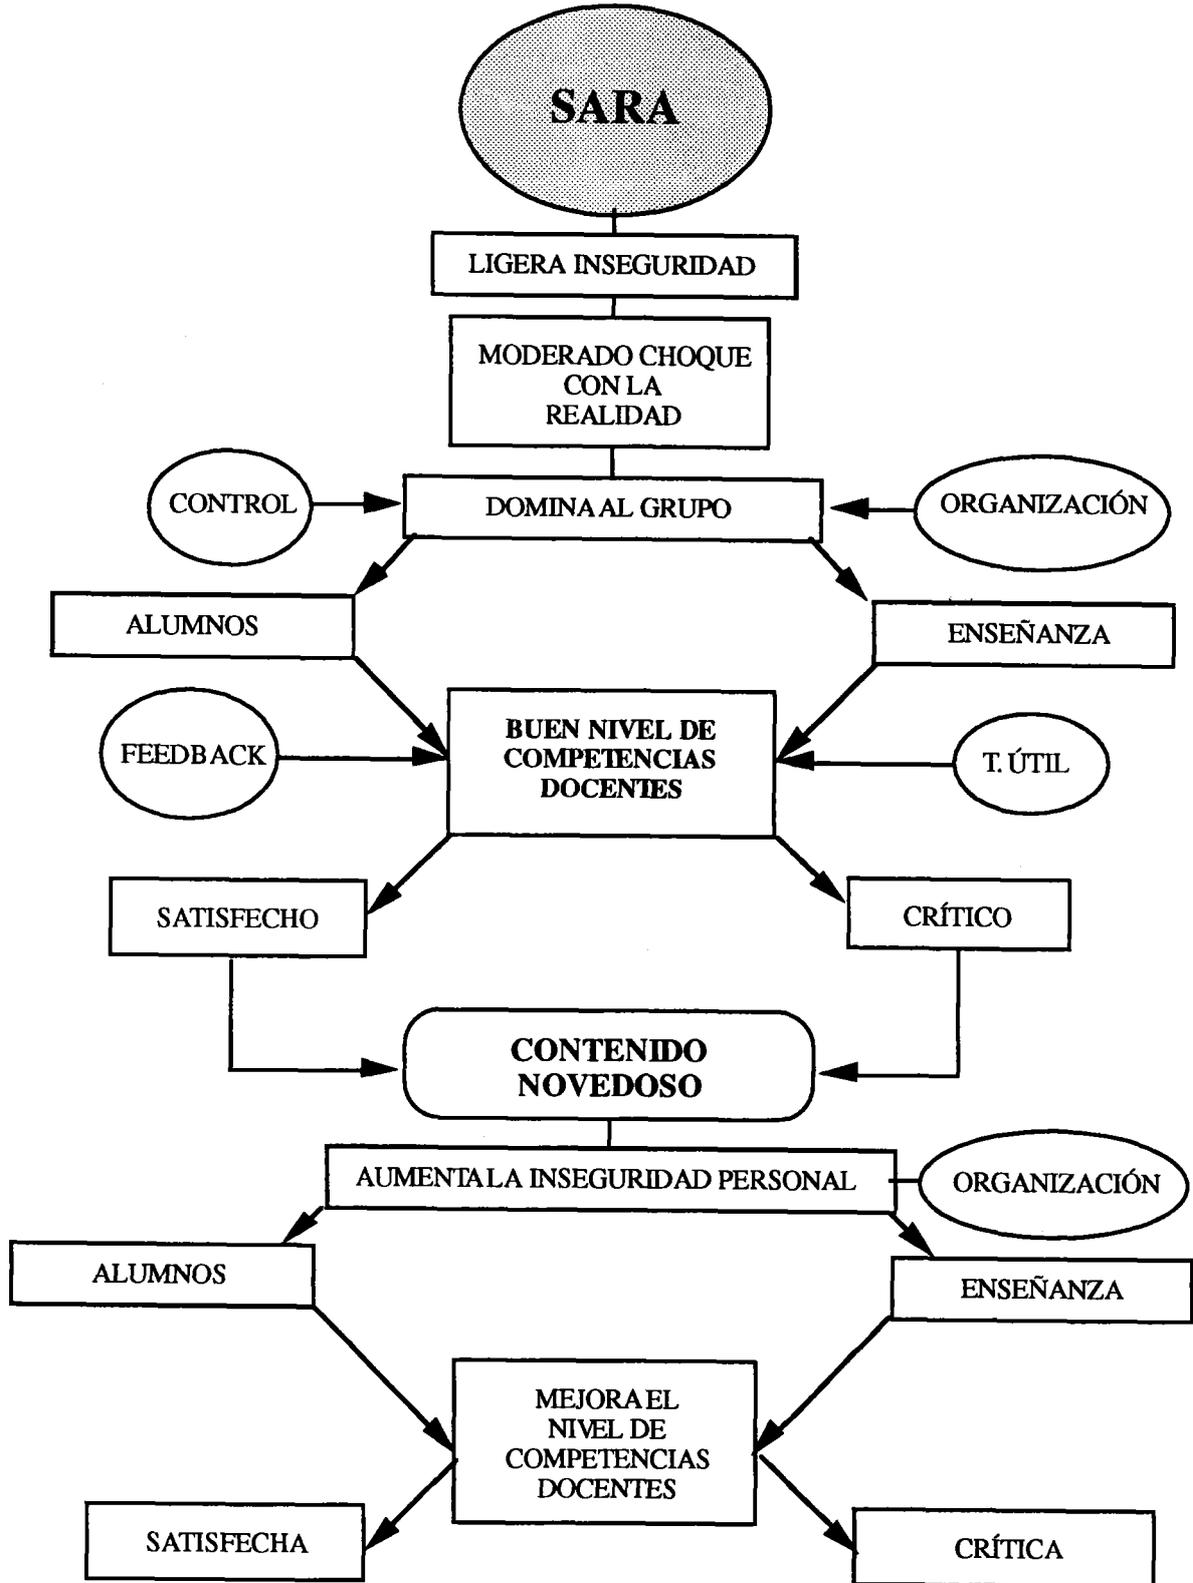 SARA
LIGERA INSEGURIDAD
MODERADO CHOQUE
CON LA
REALIDAD
CONTROL
DOMINA AL GRUPO
ORGANIZACIÓN
ALUMNOS
ENSEÑANZA
FEEDBACK
BUEN NIVEL DE
COMPETENCIAS
DOCENTES
T. ÚTIL
SATISFECHO
CRÍTICO
CONTENIDO
NOVEDOSO
AUMENTA LA INSEGURIDAD PERSONAL
ORGANIZACIÓN
ALUMNOS
ENSEÑANZA
MEJORA EL
NIVEL DE
COMPETENCIAS
DOCENTES
SATISFECHA
CRÍTICA